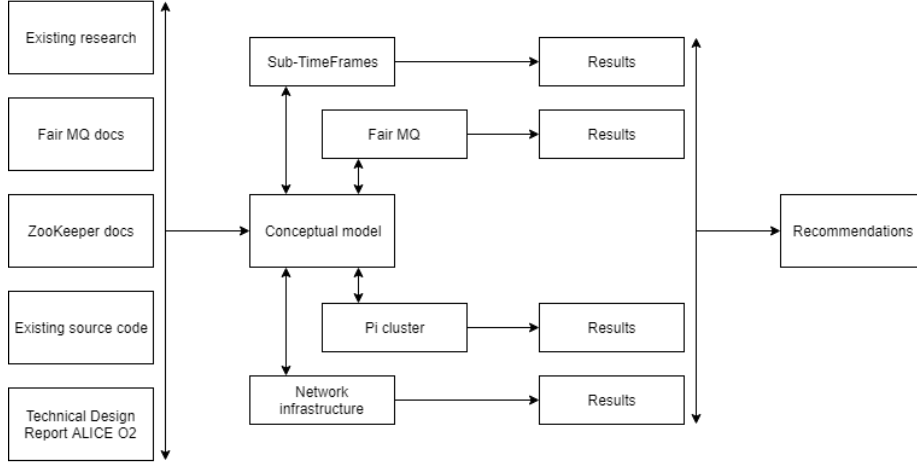 Existing research
Fair MQ docs
ZooKeeper docs
Existing source code
Technical Design
Report ALICE O2
Sub-TimeFrames
Fair MQ
Conceptual model
Pi cluster
Network
infrastructure
Results
Results
Results
Results
Recommendations